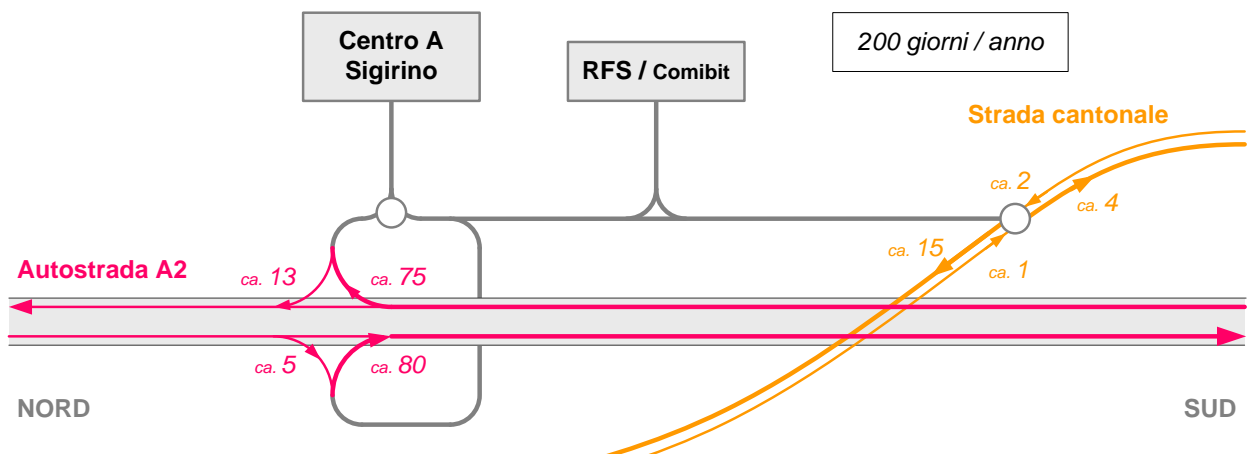 Centro A
Sigirino
RFS / Comibit
200 giorni / anno
Strada cantonale
ca. 2
ca. 4
ca. 15
ca. 1
Autostrada A2
ca. 13
ca. 75
ca. 5
ca. 80
NORD
SUD